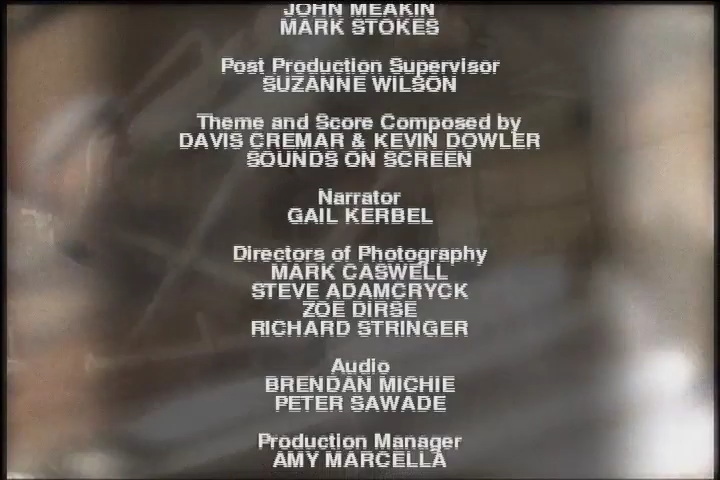 JOHN MEAKIN
MARK STOKES
Post Production Supervisor
SUZANNE WILSON
Theme and Score Composed by
DAVIS CREMAR & KEVIN DOWLER
SOUNDS ON SCREEN
Narrator
GAIL KERBEL
Directors of Photography
MARK CASWELL
STEVE ADAMCRYCK
ZOE DIRSE
RICHARD STRINGER
Audio
BRENDAN MICHIE
PETER SAWADE
Production Manager
AMY MARCELLA